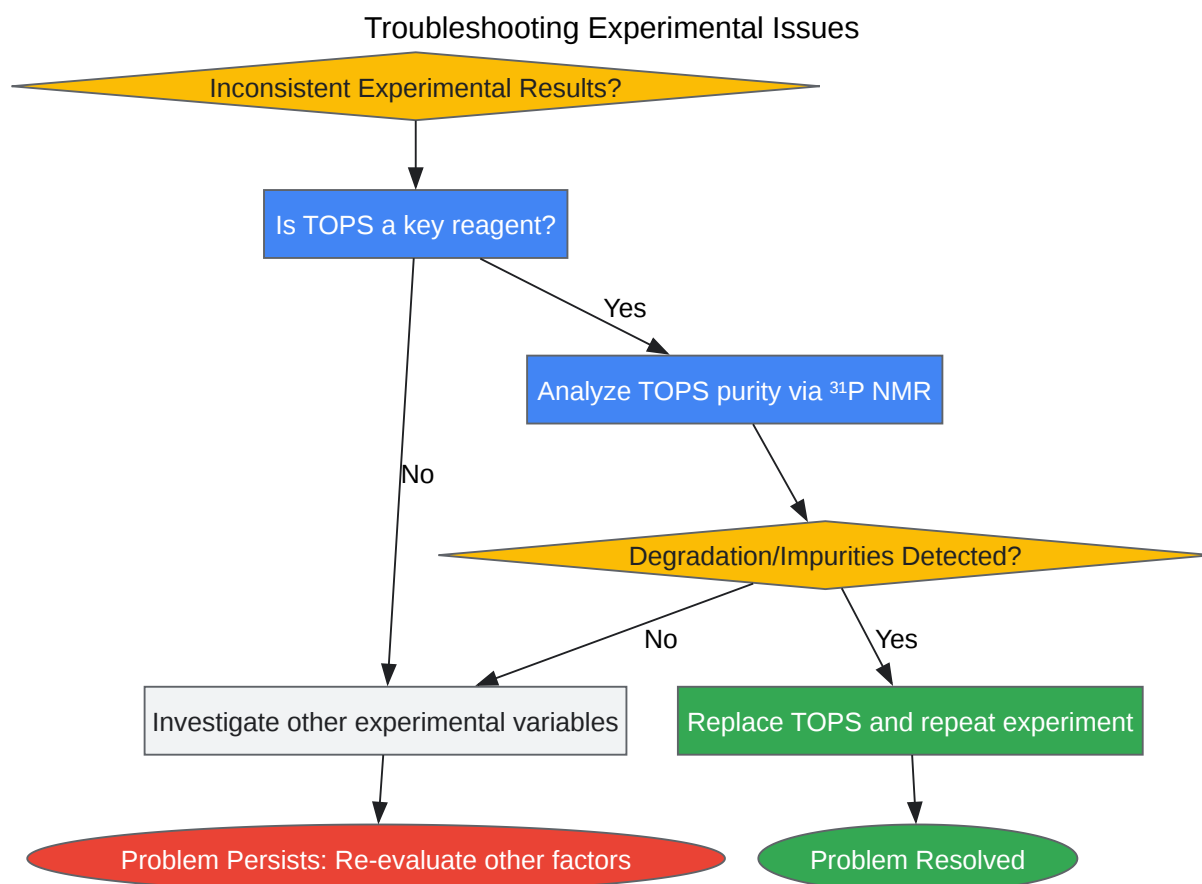 Troubleshooting Experimental Issues
Inconsistent Experimental Results?
Is TOPS a key reagent?
Yes
Analyze TOPS purity via ³¹P NMR
No
Degradation/Impurities Detected?
No
Yes
Investigate other experimental variables
Replace TOPS and repeat experiment
Problem Persists: Re-evaluate other factors
Problem Resolved